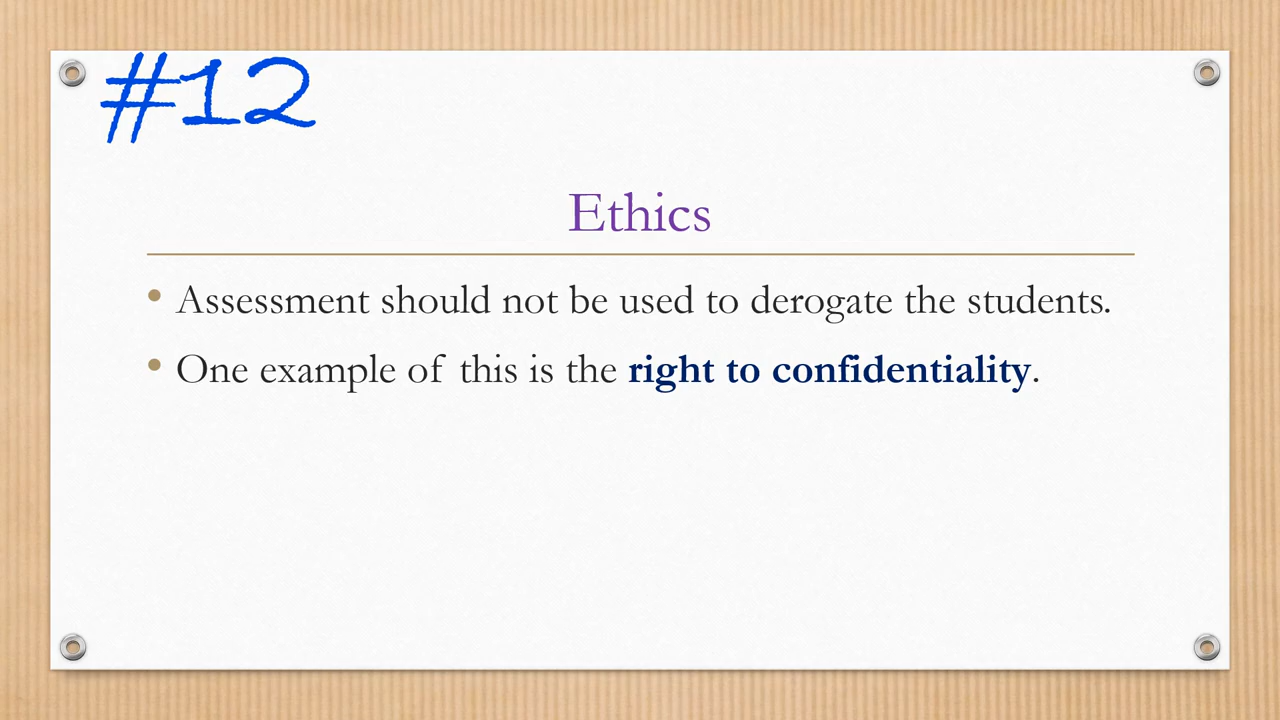 #12
Ethics
• Assessment should not be used to derogate the students.
• One example of this is the right to confidentiality.